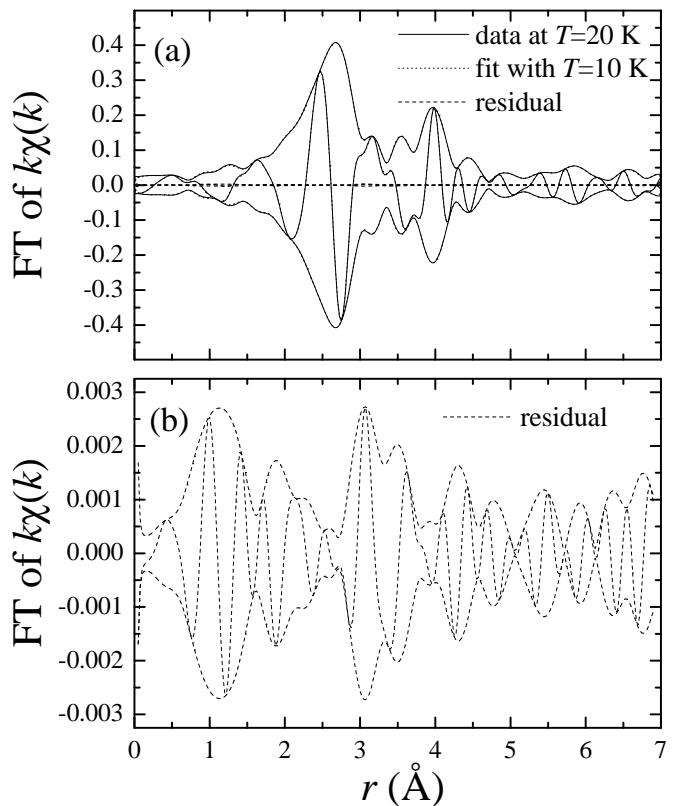 (a)
data at T=20 K
fit with T=10 K
residual
FT of kχ(k)
0.4
0.3
0.2
0.1
0.0
-0.1
-0.2
-0.3
-0.4
(b)
residual
FT of kχ(k)
0.003
0.002
0.001
0.000
-0.001
-0.002
-0.003
0 1 2 3 4 5 6 7
r (Å)